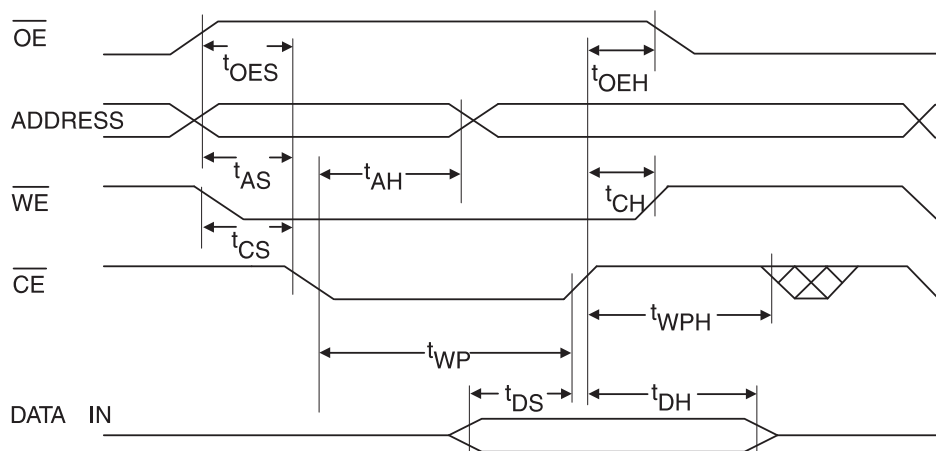 OE
tOES
tOEH
ADDRESS
tAS
tAH
tCH
WE
tCS
CE
tWPH
tWP
tDS
tDH
DATA IN